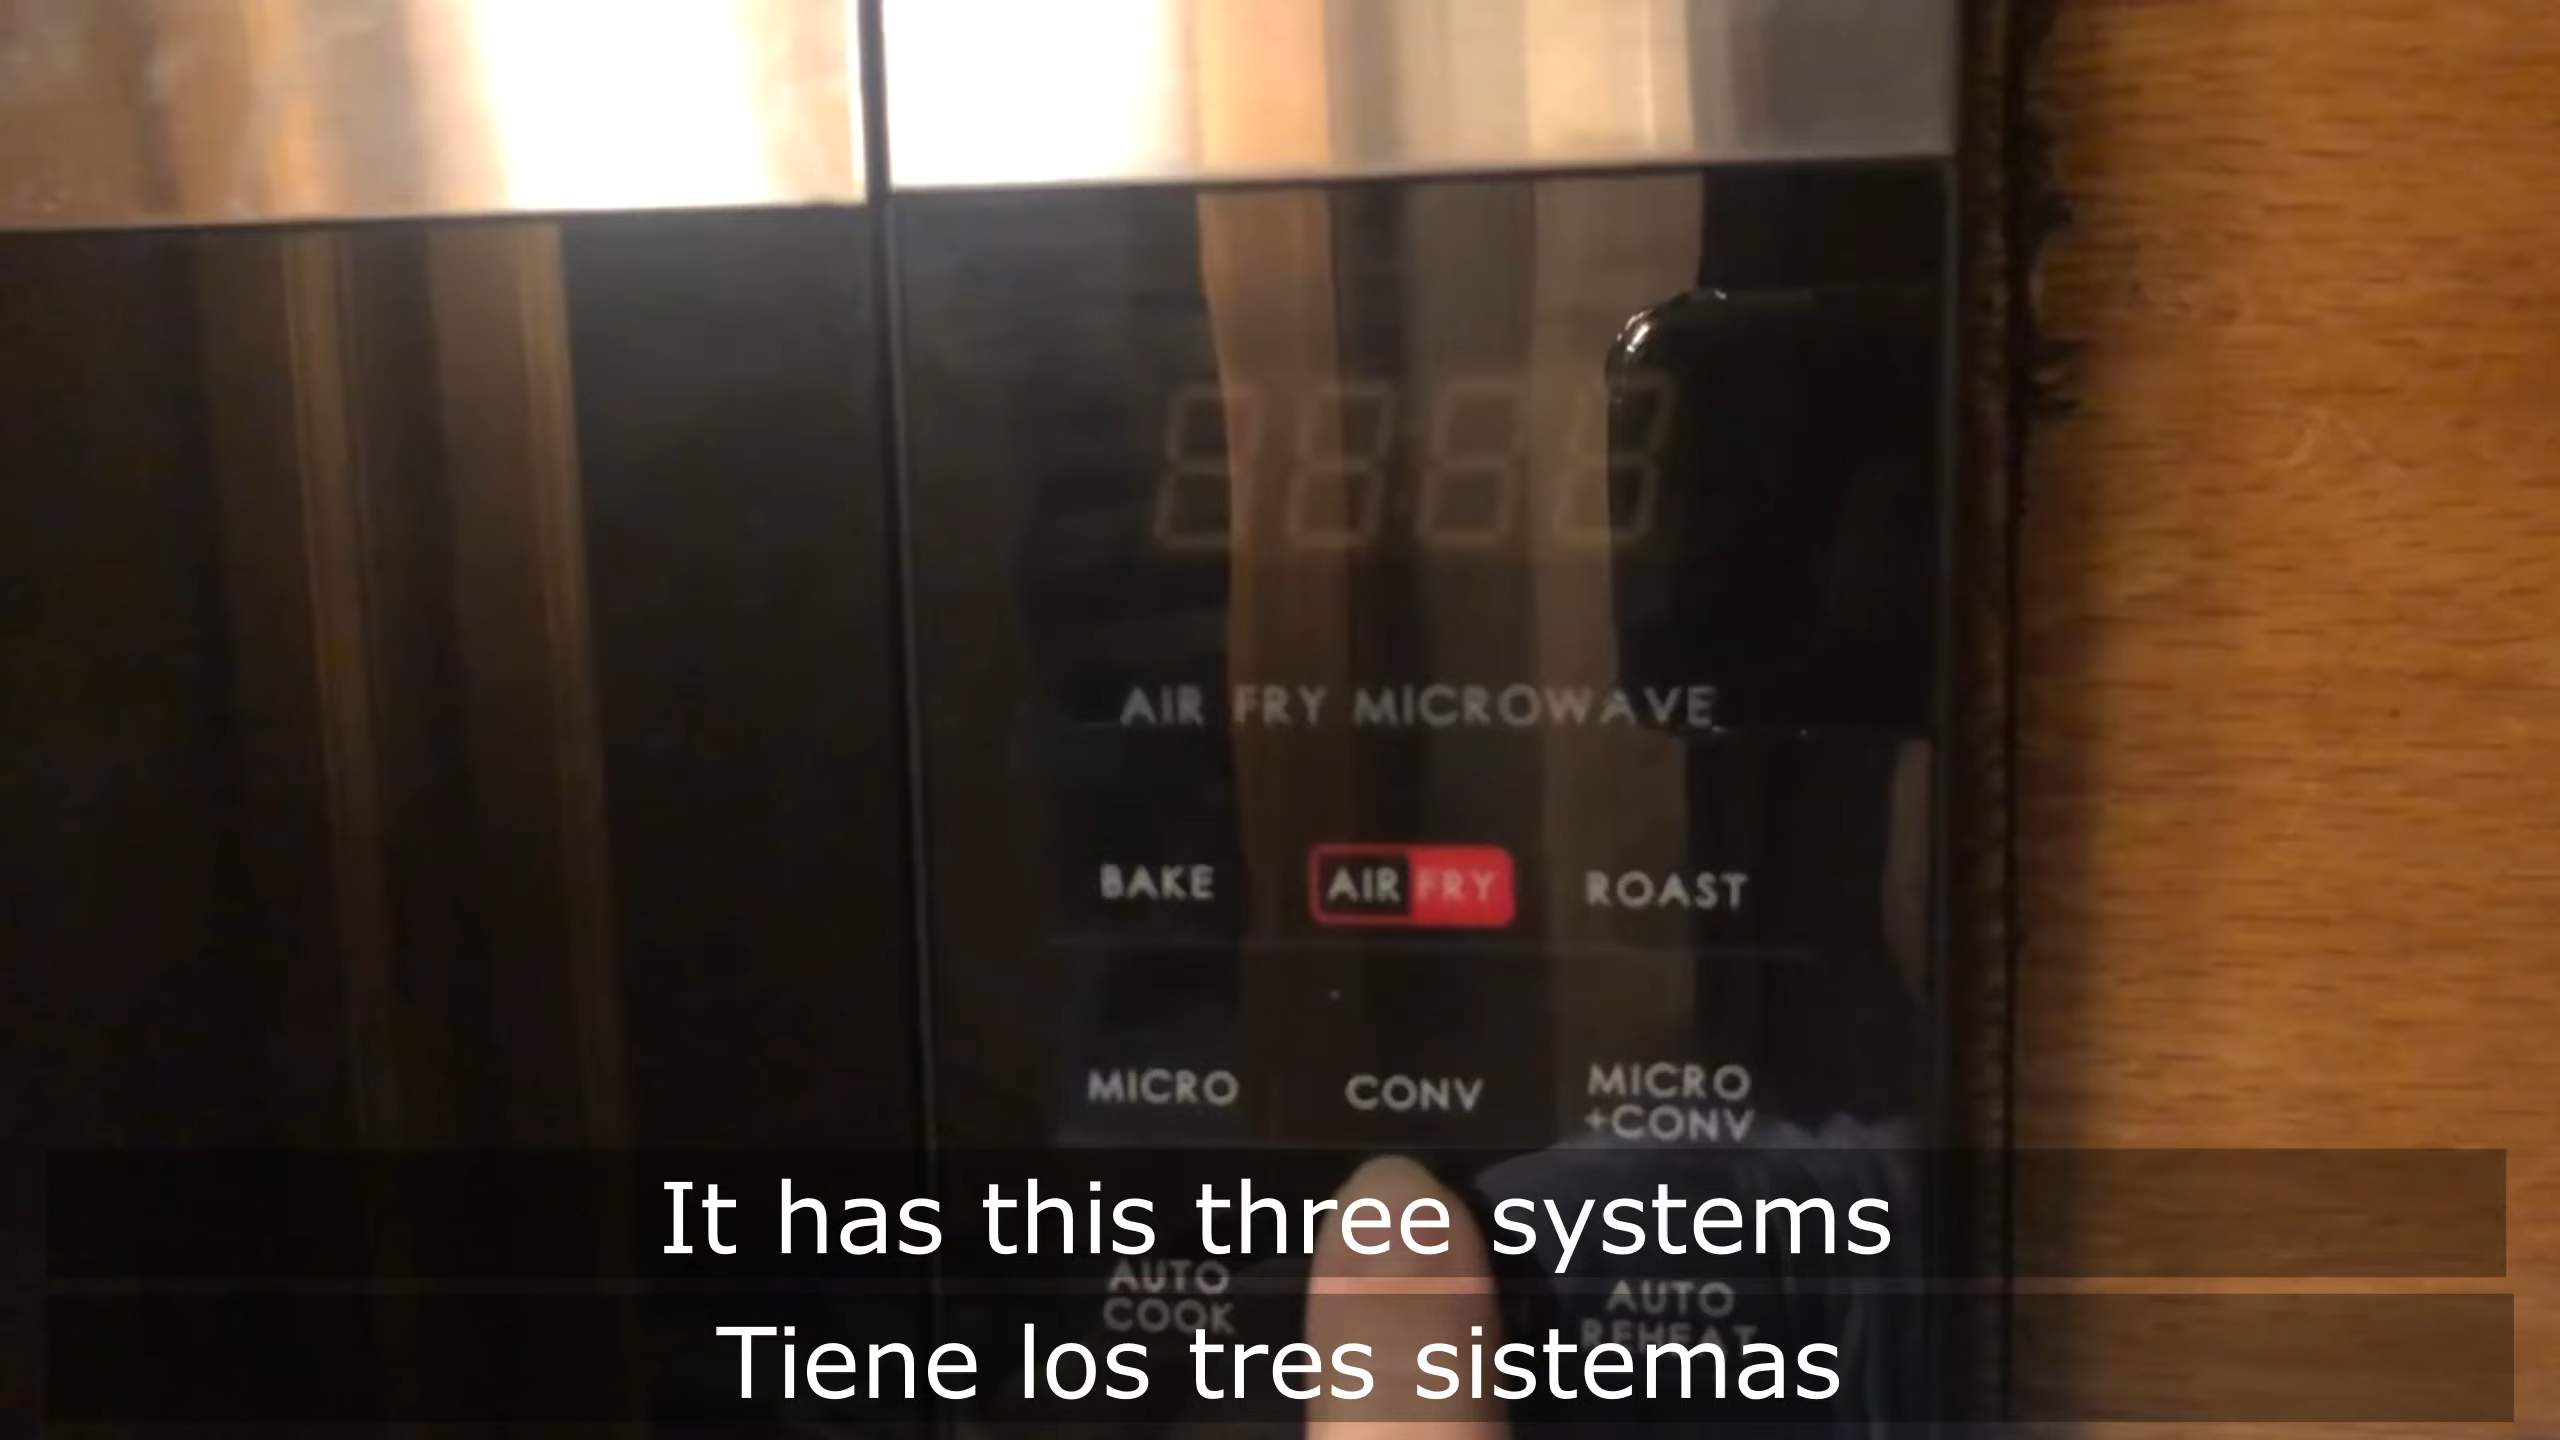 AIR FRY MICROWAVE
BAKE AIR FRY ROAST
MICRO CONV MICRO
+CONV
It has this three systems
AUTO
COOK
AUTO
REHEAT
Tiene los tres sistemas